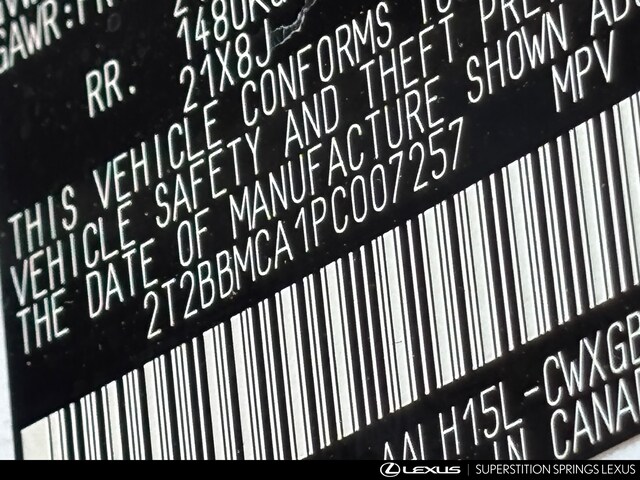 GAWR:FR
1480KG
RR. 21X8J
THIS VEHICLE CONFORMS TO
VEHICLE SAFETY AND THEFT PREV
THE DATE OF MANUFACTURE SHOWN AB
2T2BBMCA1PC007257 MPV
AALH15L-CWXGB
IN CANA
LEXUS | SUPERSTITION SPRINGS LEXUS